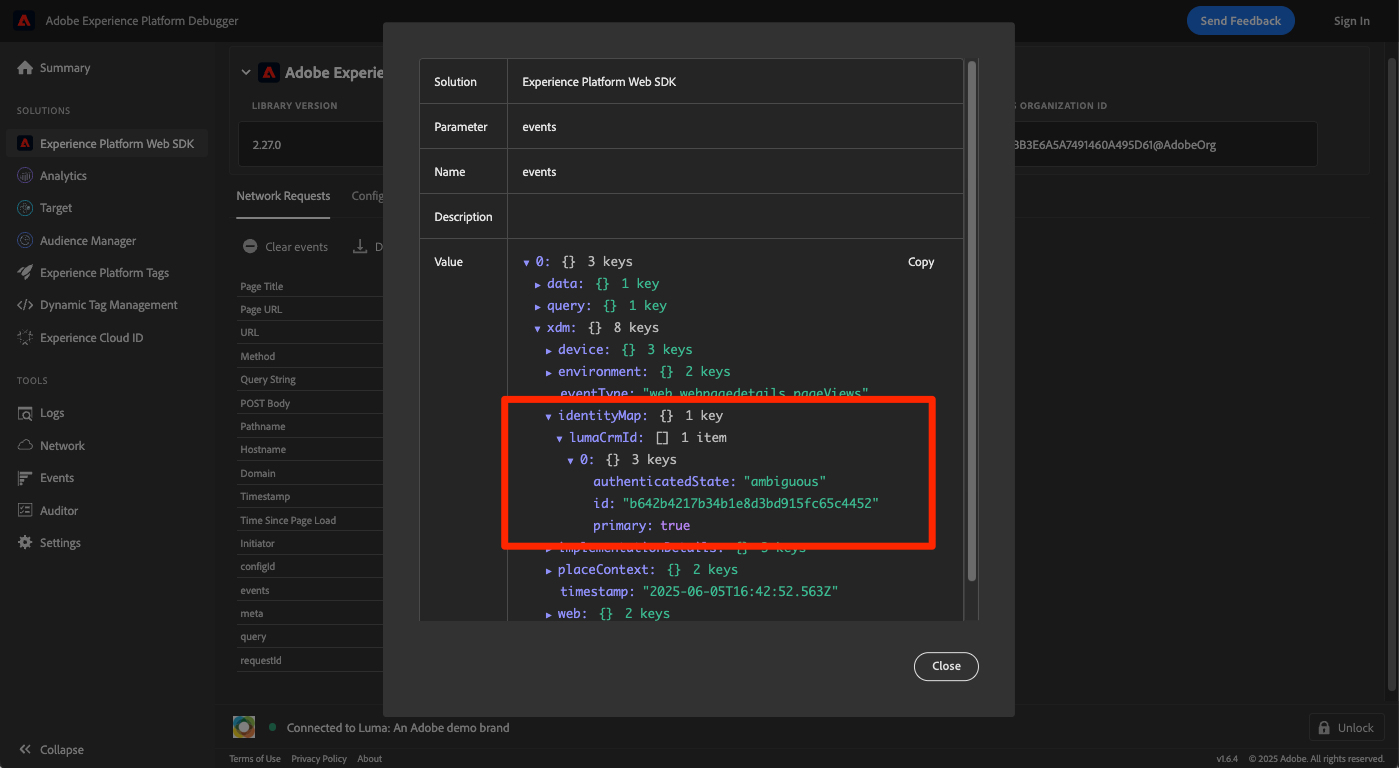 Adobe Experience Platform Debugger
Send Feedback
Sign In
Summary
SOLUTIONS
Experience Platform Web SDK
Analytics
Target
Audience Manager
Experience Platform Tags
Dynamic Tag Management
Experience Cloud ID
TOOLS
Logs
Network
Events
Auditor
Settings
Collapse
Adobe Experie
LIBRARY VERSION
2.27.0
ORGANIZATION ID
3E6A5A7491460A495D61@AdobeOrg
Network Requests
Config
Clear events
D
Page Title
Page URL
URL
Method
Query String
POST Body
Pathname
Hostname
Domain
Timestamp
Time Since Page Load
Initiator
configId
events
meta
query
requestId
Solution Experience Platform Web SDK
Parameter events
Name events
Description
Value
Copy
0: {} 3 keys
data: {} 1 key
query: {} 1 key
xdm: {} 8 keys
device: {} 3 keys
environment: {} 2 keys
eventType: "web.webpagedetails.pageViews"
identityMap: {} 1 key
lumaCrmId: [] 1 item
0: {} 3 keys
authenticatedState: "ambiguous"
id: "b642b4217b34b1e8d3bd915fc65c4452"
primary: true
implementationDetails: {} 3 keys
placeContext: {} 2 keys
timestamp: "2025-06-05T16:42:52.563Z"
web: {} 2 keys
Close
Connected to Luma: An Adobe demo brand
Unlock
Terms of Use Privacy Policy About
v1.6.4 © 2025 Adobe. All rights reserved.